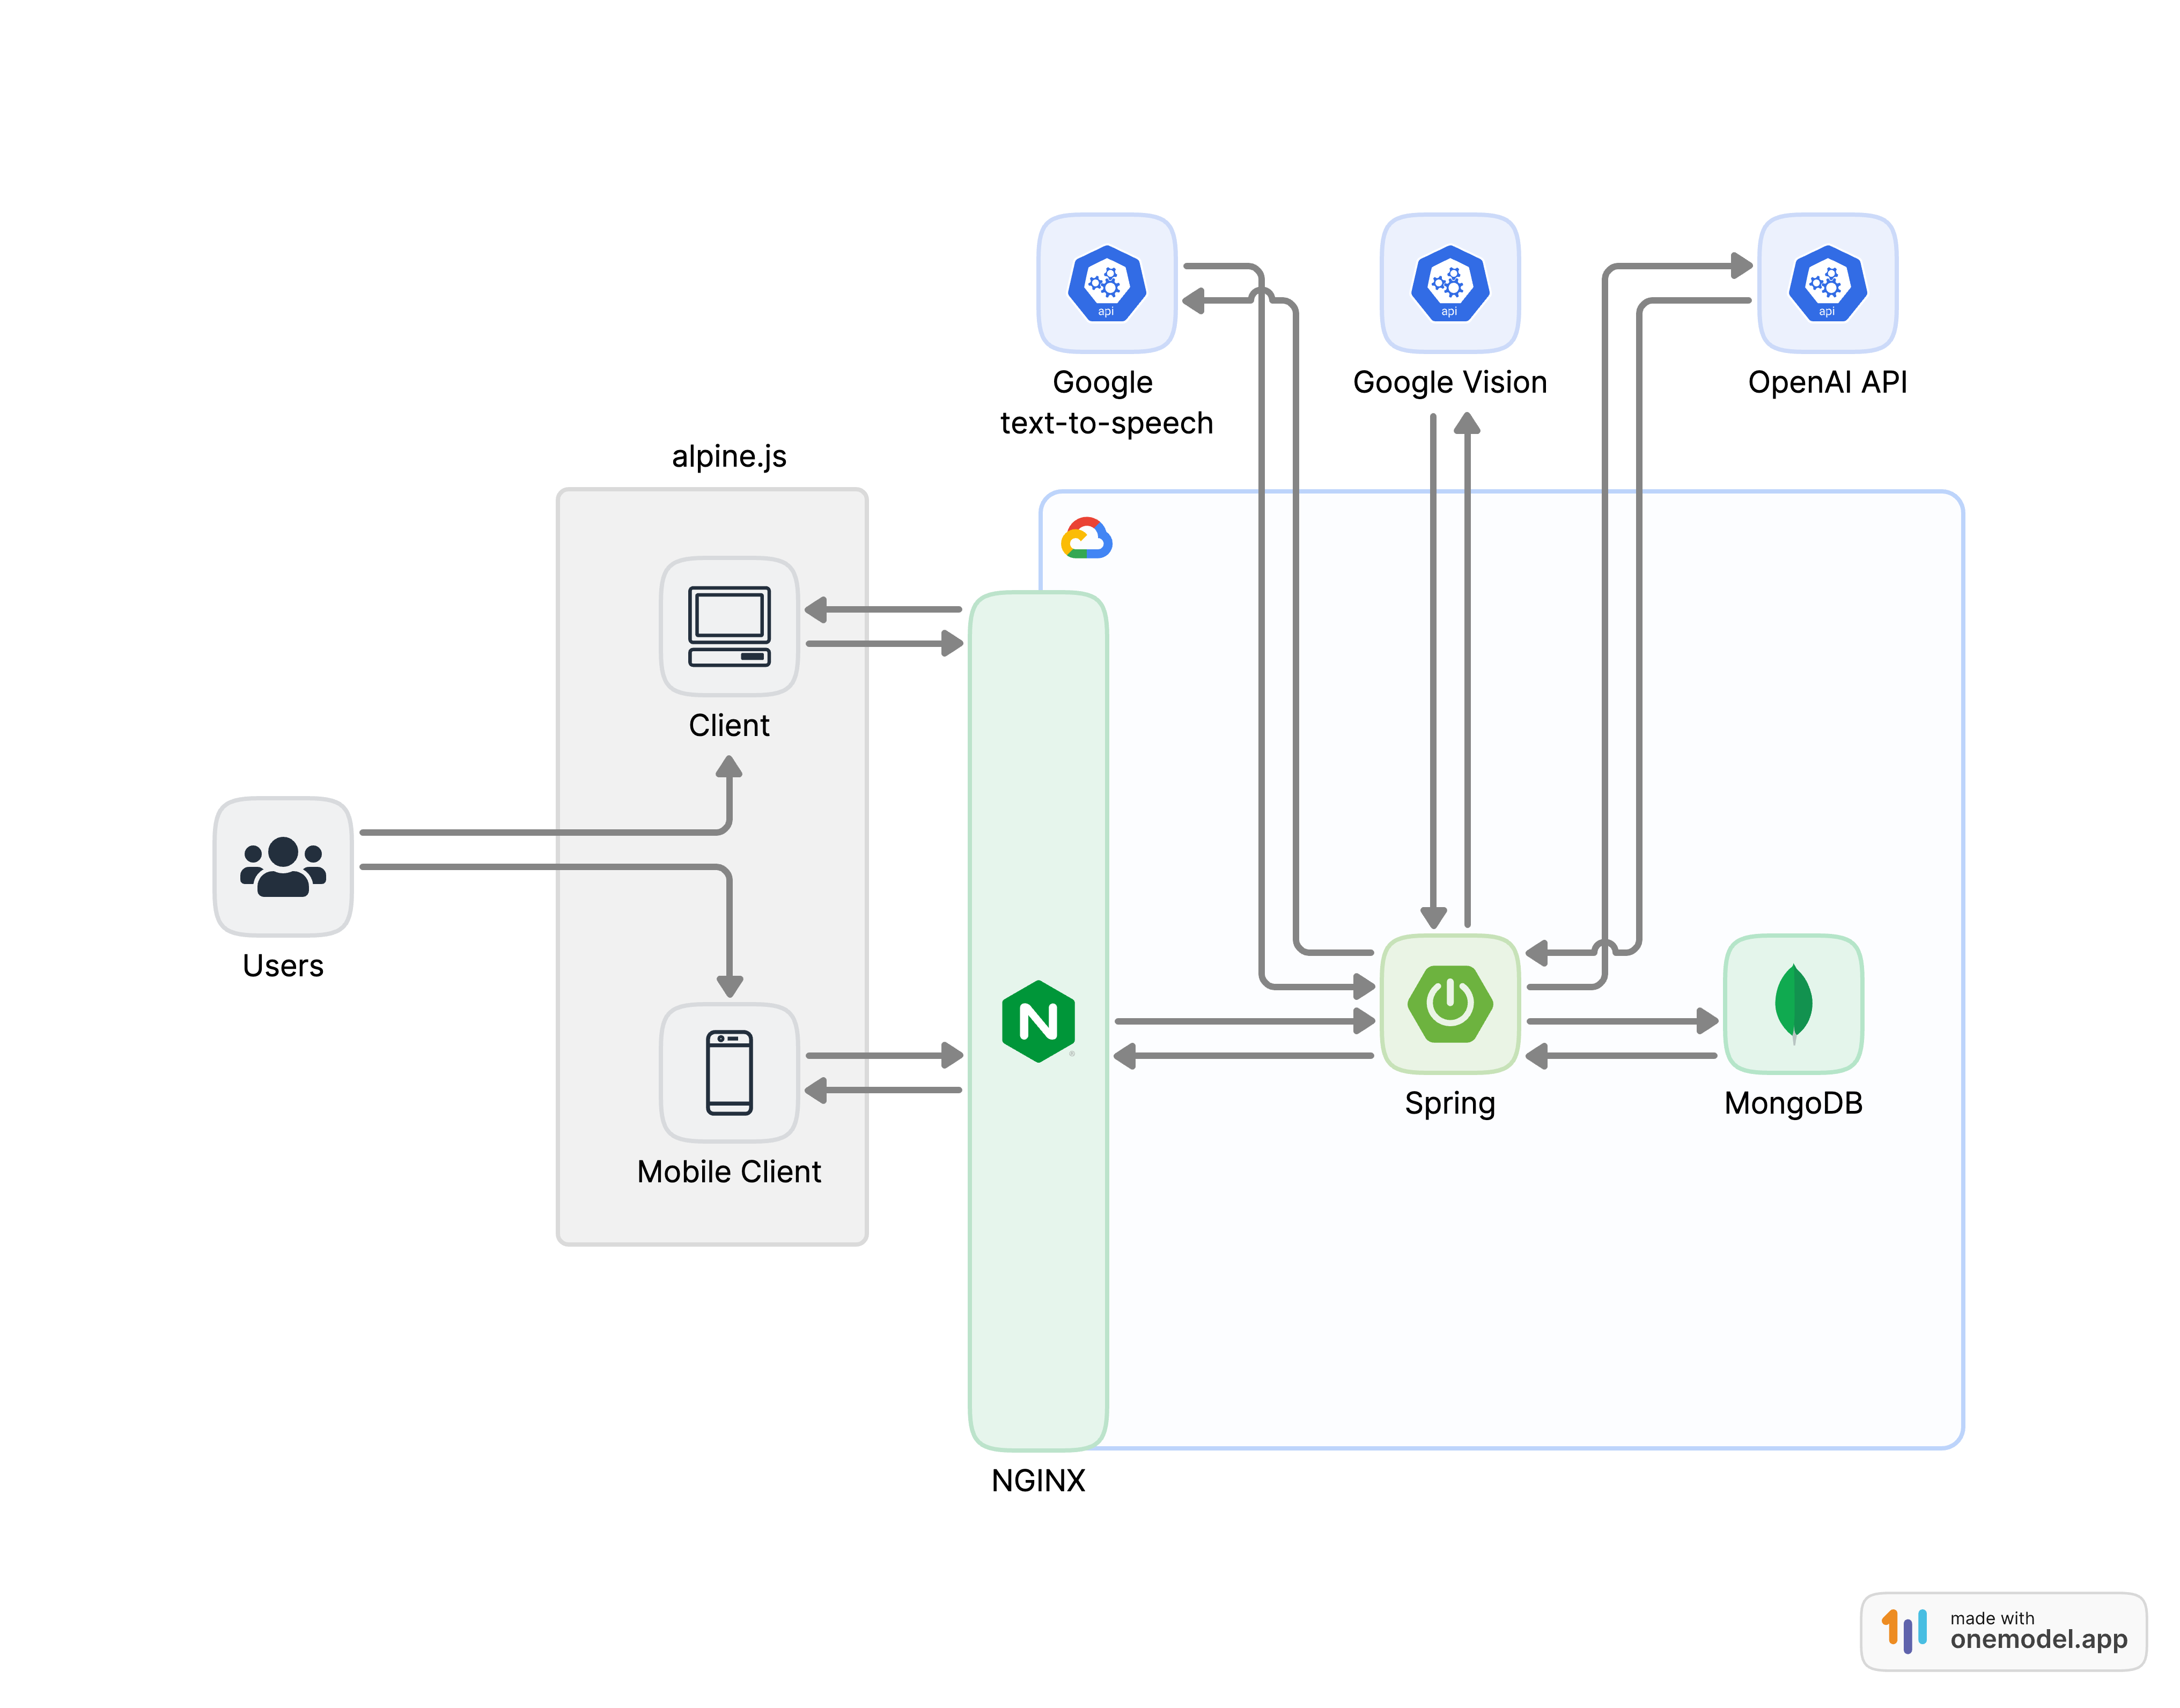 Google
text-to-speech
api
Google Vision
api
OpenAI API
api
alpine.js
Client
Users
Mobile Client
N
NGINX
Spring
MongoDB
made with
onemodel.app